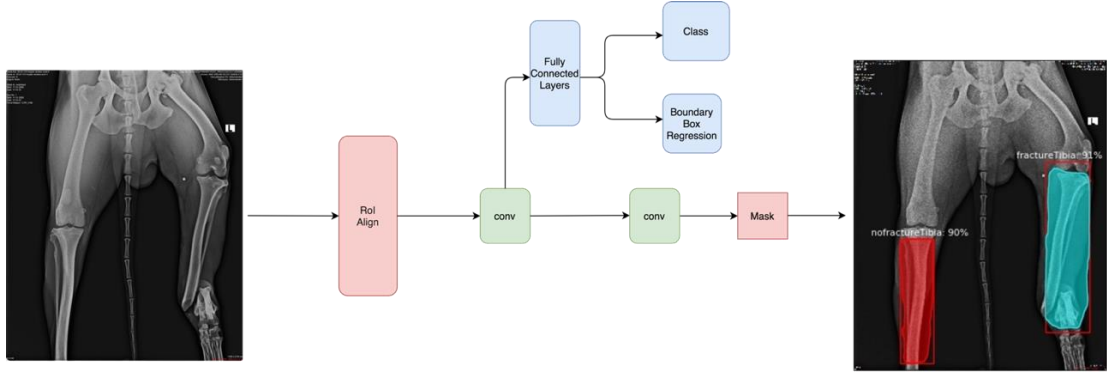 Class
Fully
Connected
Layers
Boundary
Box
Regression
L
L
fractureTibia: 91%
RoI
Align
conv
conv
Mask
nofractureTibia: 90%